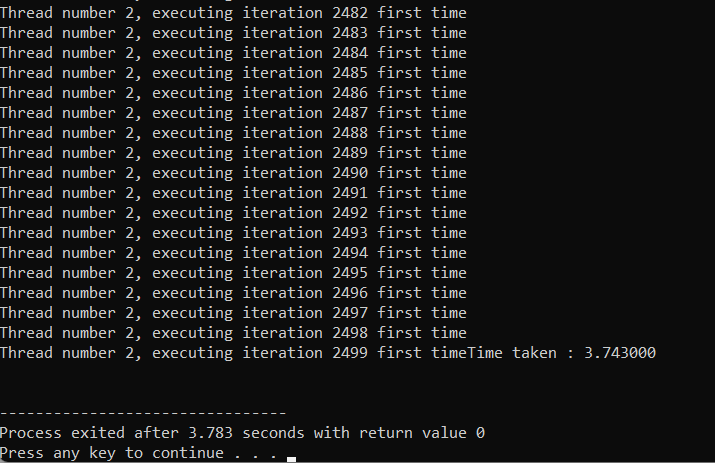 Thread number 2, executing iteration 2482 first time
Thread number 2, executing iteration 2483 first time
Thread number 2, executing iteration 2484 first time
Thread number 2, executing iteration 2485 first time
Thread number 2, executing iteration 2486 first time
Thread number 2, executing iteration 2487 first time
Thread number 2, executing iteration 2488 first time
Thread number 2, executing iteration 2489 first time
Thread number 2, executing iteration 2490 first time
Thread number 2, executing iteration 2491 first time
Thread number 2, executing iteration 2492 first time
Thread number 2, executing iteration 2493 first time
Thread number 2, executing iteration 2494 first time
Thread number 2, executing iteration 2495 first time
Thread number 2, executing iteration 2496 first time
Thread number 2, executing iteration 2497 first time
Thread number 2, executing iteration 2498 first time
Thread number 2, executing iteration 2499 first timeTime taken : 3.743000
--------------------------------
Process exited after 3.783 seconds with return value 0
Press any key to continue . . .